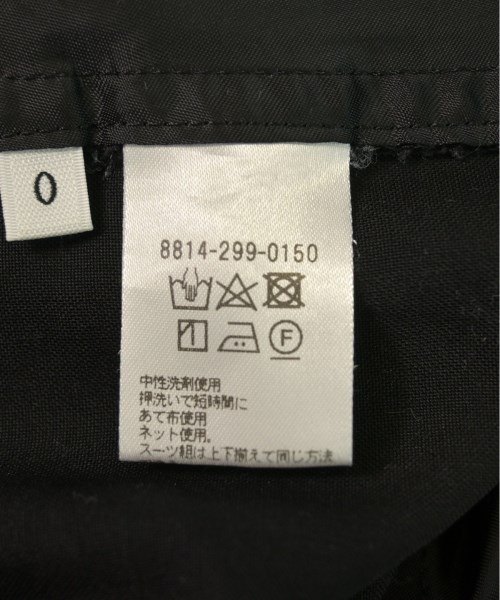 0
8814-299-0150
F
中性洗剤使用
押洗いで短時間に
あて布使用
ネット使用。
スーツ組は上下揃えて同じ方法